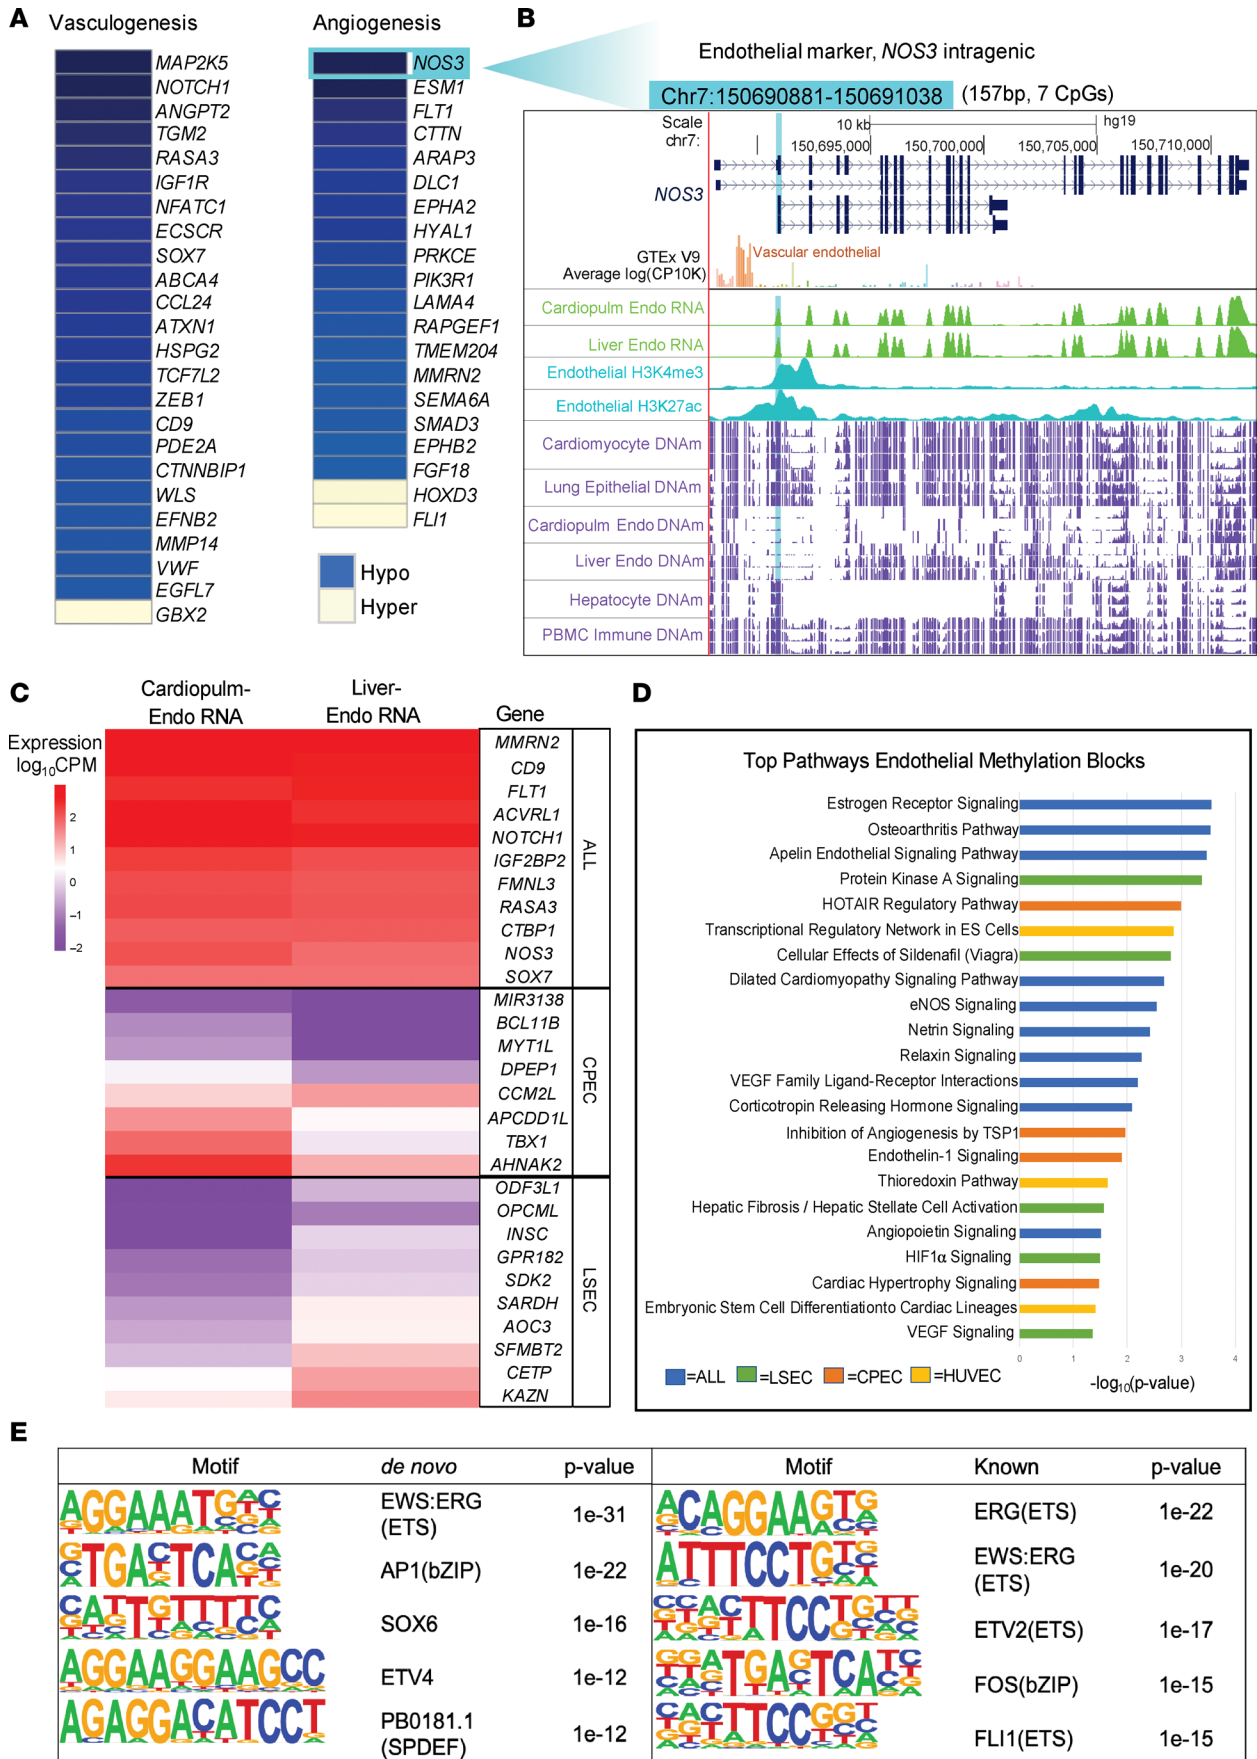 A
Vasculogenesis
MAP2K5
NOTCH1
ANGPT2
TGM2
RASA3
IGF1R
NFATC1
ECSCR
SOX7
ABCA4
CCL24
ATXN1
HSPG2
TCF7L2
ZEB1
CD9
PDE2A
CTNNBIP1
WLS
EFNB2
MMP14
VWF
EGFL7
GBX2
Angiogenesis
NOS3
ESM1
FLT1
CTTN
ARAP3
DLC1
EPHA2
HYAL1
PRKCE
PIK3R1
LAMA4
RAPGEF1
TMEM204
MMRN2
SEMA6A
SMAD3
EPHB2
FGF18
HOXD3
FLI1
Hypo
Hyper
B
Endothelial marker, NOS3 intragenic
Chr7:150690881-150691038 (157bp, 7 CpGs)
Scale 10 kb hg19
chr7: 150,695,000 150,700,000 150,705,000 150,710,000
NOS3
GTEx V9
Average log(CP10K)
Vascular endothelial
Cardiopulm Endo RNA
Liver Endo RNA
Endothelial H3K4me3
Endothelial H3K27ac
Cardiomyocyte DNAm
Lung Epithelial DNAm
Cardiopulm Endo DNAm
Liver Endo DNAm
Hepatocyte DNAm
PBMC Immune DNAm
C
Cardiopulm-
Endo RNA
Liver-
Endo RNA
Gene
Expression
log10CPM
2
1
0
−1
−2
MMRN2
CD9
FLT1
ACVRL1
NOTCH1
IGF2BP2
FMNL3
RASA3
CTBP1
NOS3
SOX7
ALL
MIR3138
BCL11B
MYT1L
DPEP1
CCM2L
APCDD1L
TBX1
AHNAK2
CPEC
ODF3L1
OPCML
INSC
GPR182
SDK2
SARDH
AOC3
SFMBT2
CETP
KAZN
LSEC
D
Top Pathways Endothelial Methylation Blocks
Estrogen Receptor Signaling
Osteoarthritis Pathway
Apelin Endothelial Signaling Pathway
Protein Kinase A Signaling
HOTAIR Regulatory Pathway
Transcriptional Regulatory Network in ES Cells
Cellular Effects of Sildenafil (Viagra)
Dilated Cardiomyopathy Signaling Pathway
eNOS Signaling
Netrin Signaling
Relaxin Signaling
VEGF Family Ligand-Receptor Interactions
Corticotropin Releasing Hormone Signaling
Inhibition of Angiogenesis by TSP1
Endothelin-1 Signaling
Thioredoxin Pathway
Hepatic Fibrosis / Hepatic Stellate Cell Activation
Angiopoietin Signaling
HIF1α Signaling
Cardiac Hypertrophy Signaling
Embryonic Stem Cell Differentiationto Cardiac Lineages
VEGF Signaling
0 1 2 3 4
=ALL =LSEC =CPEC =HUVEC
-log10(p-value)
E
Motif de novo p-value
AGGAAATG
EWS:ERG
(ETS)
1e-31
TGA TCA
AP1(bZIP) 1e-22
SOX6 1e-16
AGGAAGGAAGCC
ETV4 1e-12
AGAGGACATCCT
PB0181.1
(SPDEF)
1e-12
Motif Known p-value
ACAGGAAGTG
ERG(ETS) 1e-22
ATTTCCTG
EWS:ERG
(ETS)
1e-20
ETV2(ETS) 1e-17
FOS(bZIP) 1e-15
FLI1(ETS) 1e-15